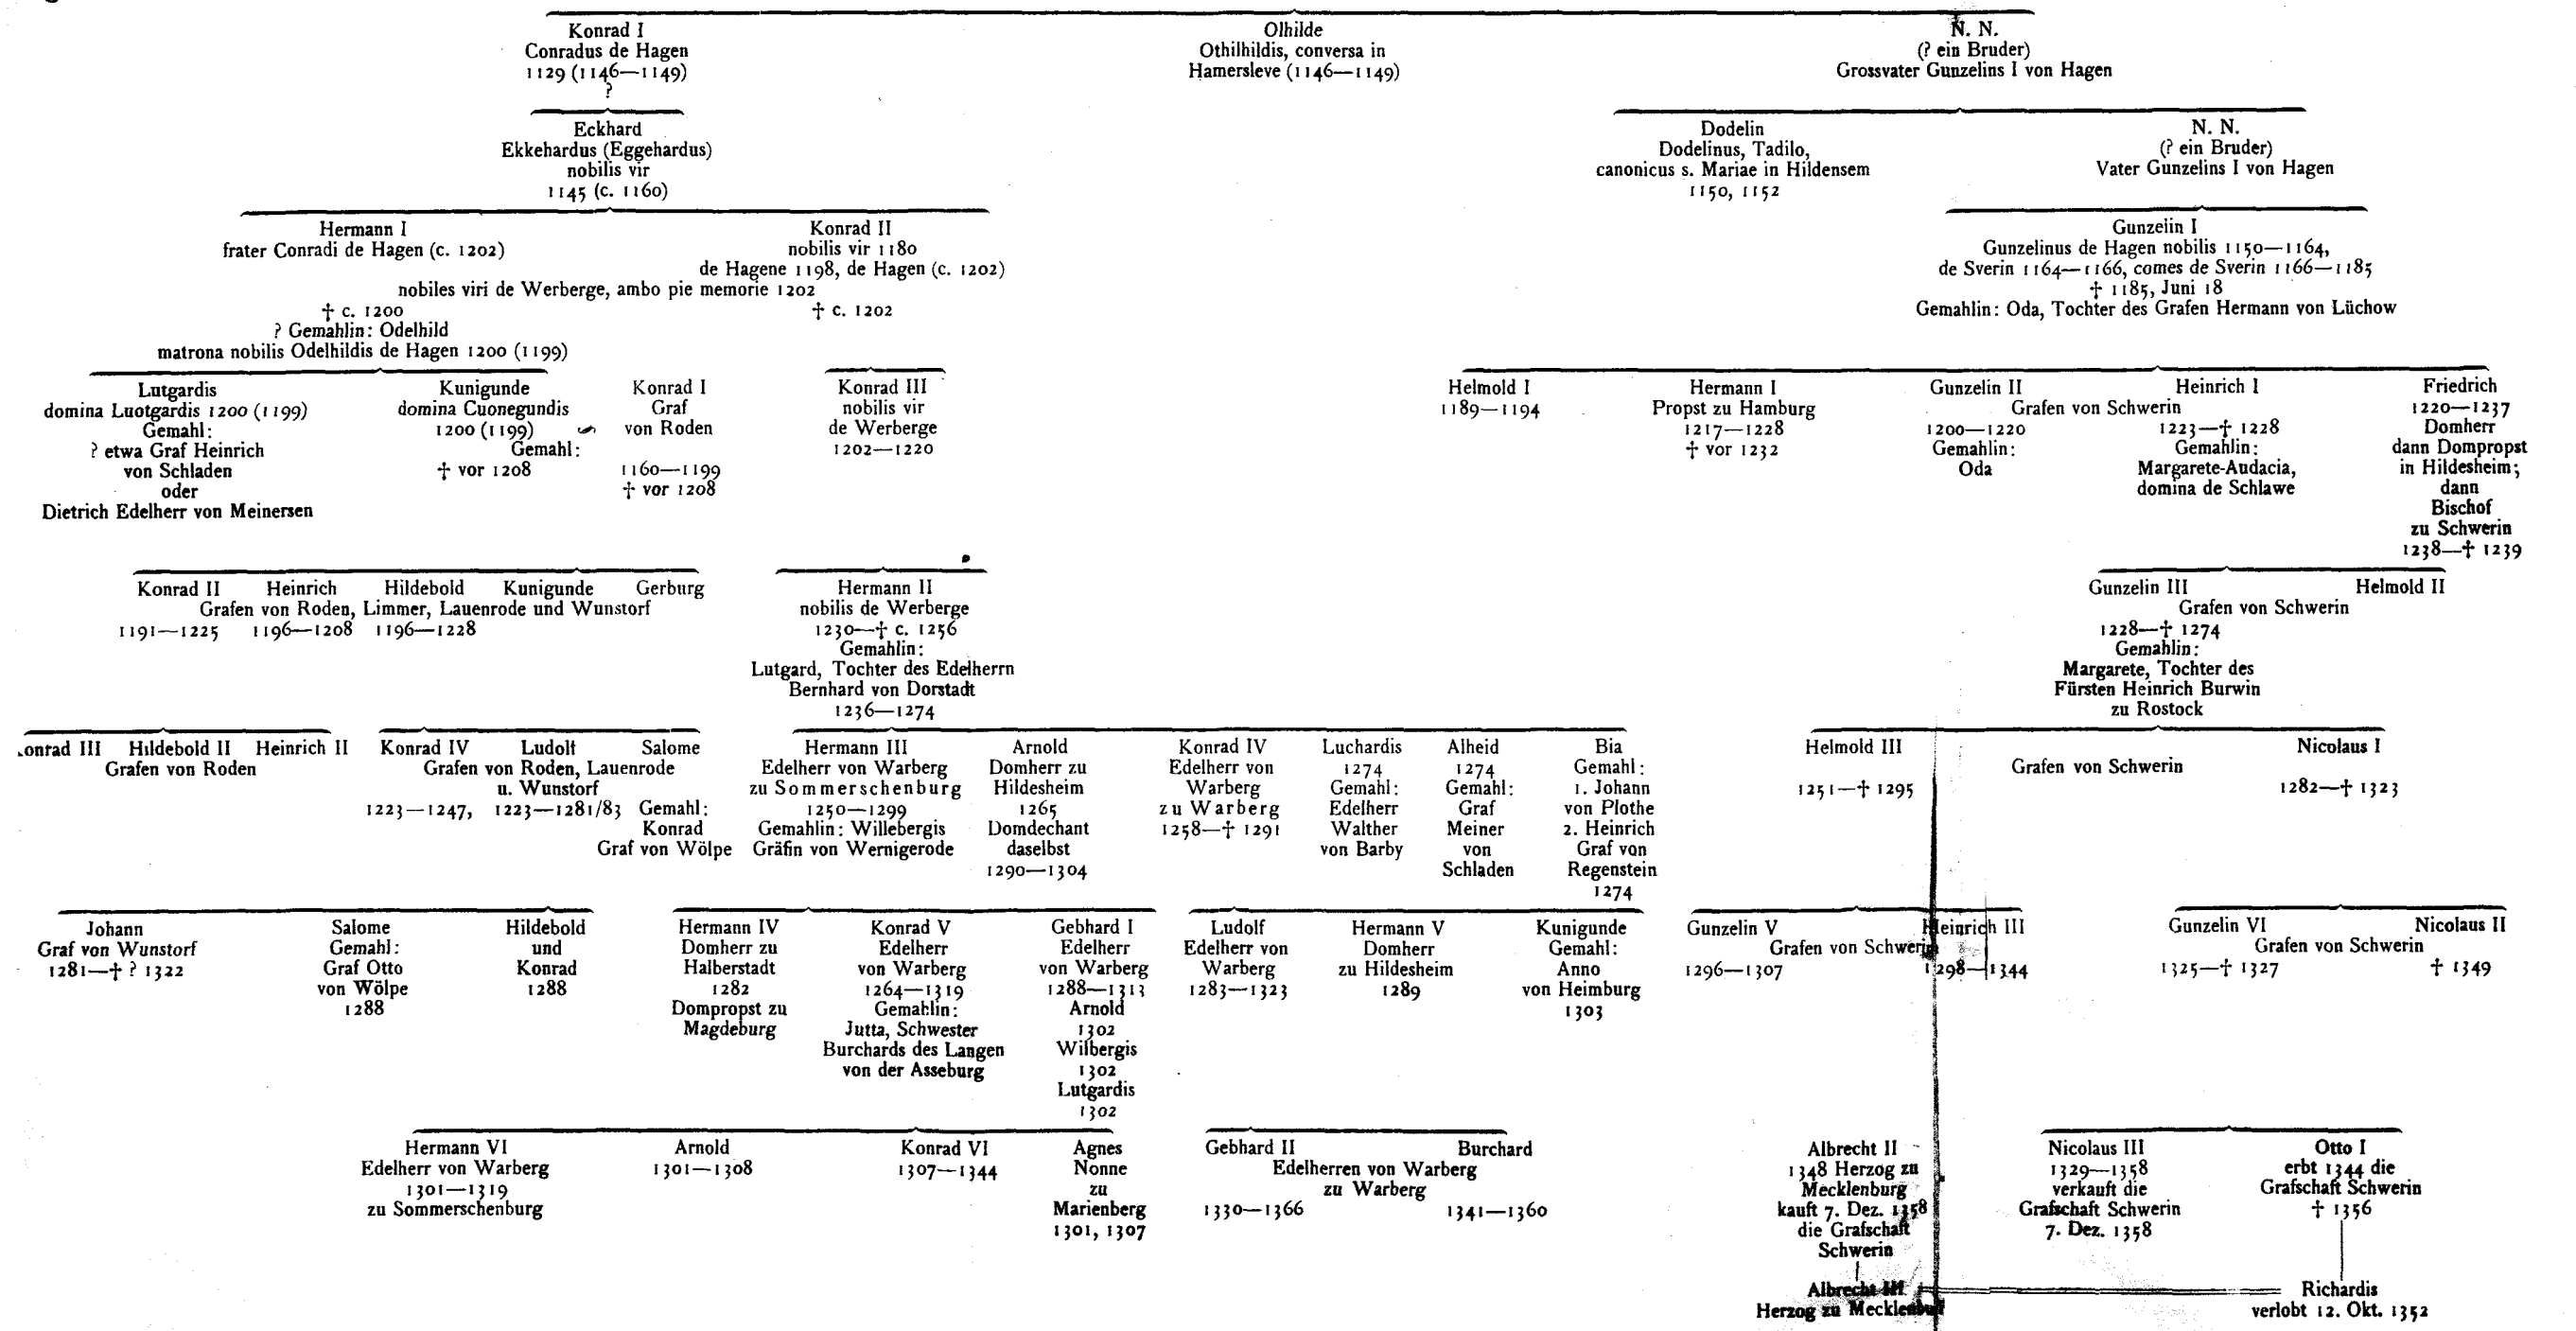 Konrad I
Conradus de Hagen
1129 (1146—1149)
?
Olhilde
Othilhildis, conversa in
Hamersleve (1146—1149)
N. N.
(? ein Bruder)
Grossvater Gunzelins I von Hagen
Eckhard
Ekkehardus (Eggehardus)
nobilis vir
1145 (c. 1160)
Dodelin
Dodelinus, Tadilo,
canonicus s. Mariae in Hildensem
1150, 1152
N. N.
(? ein Bruder)
Vater Gunzelins I von Hagen
Hermann I
frater Conradi de Hagen (c. 1202)
Konrad II
nobilis vir 1180
de Hagene 1198, de Hagen (c. 1202)
nobiles viri de Werberge, ambo pie memorie 1202
† c. 1200
† c. 1202
? Gemahlin: Odelhild
matrona nobilis Odelhildis de Hagen 1200 (1199)
Gunzelin I
Gunzelinus de Hagen nobilis 1150—1164,
de Sverin 1164—1166, comes de Sverin 1166—1185
† 1185, Juni 18
Gemahlin: Oda, Tochter des Grafen Hermann von Lüchow
Lutgardis
domina Luotgardis 1200 (1199)
Gemahl:
? etwa Graf Heinrich
von Schladen
oder
Dietrich Edelherr von Meinersen
Kunigunde
domina Cuonegundis
1200 (1199)
Gemahl:
† vor 1208
Konrad I
Graf
von Roden
1160—1199
† vor 1208
Konrad III
nobilis vir
de Werberge
1202—1220
Helmold I
1189—1194
Hermann I
Propst zu Hamburg
1217—1228
† vor 1232
Gunzelin II
Heinrich I
Grafen von Schwerin
1200—1220
Gemahlin:
Oda
1223—† 1228
Gemahlin:
Margarete-Audacia,
domina de Schlawe
Friedrich
1220—1237
Domherr
dann Dompropst
in Hildesheim;
dann
Bischof
zu Schwerin
1238—† 1239
Konrad II Heinrich Hildebold Kunigunde Gerburg
Grafen von Roden, Limmer, Lauenrode und Wunstorf
1191—1225 1196—1208 1196—1228
Hermann II
nobilis de Werberge
1230—† c. 1256
Gemahlin:
Lutgard, Tochter des Edelherrn
Bernhard von Dorstadt
1236—1274
Gunzelin III Helmold II
Grafen von Schwerin
1228—† 1274
Gemahlin:
Margarete, Tochter des
Fürsten Heinrich Burwin
zu Rostock
onrad III Hildebold II Heinrich II
Grafen von Roden
Konrad IV Ludolt Salome
Grafen von Roden, Lauenrode
u. Wunstorf
1223—1247, 1223—1281/83 Gemahl:
Konrad
Graf von Wölpe
Hermann III
Edelherr von Warberg
zu Sommerschenburg
1250—1299
Gemahlin: Willebergis
Gräfin von Wernigerode
Arnold
Domherr zu
Hildesheim
1265
Domdechant
daselbst
1290—1304
Konrad IV
Edelherr von
Warberg
zu Warberg
1258—† 1291
Luchardis
1274
Gemahl:
Edelherr
Walther
von Barby
Alheid
1274
Gemahl:
Graf
Meiner
von
Schladen
Bia
Gemahl:
1. Johann
von Plothe
2. Heinrich
Graf von
Regenstein
1274
Helmold III Nicolaus I
Grafen von Schwerin
1251—† 1295 1282—† 1323
Johann
Graf von Wunstorf
1281—† ? 1322
Salome
Gemahl:
Graf Otto
von Wölpe
1288
Hildebold
und
Konrad
1288
Hermann IV
Domherr zu
Halberstadt
1282
Dompropst zu
Magdeburg
Konrad V
Edelherr
von Warberg
1264—1319
Gemahlin:
Jutta, Schwester
Burchards des Langen
von der Asseburg
Gebhard I
Edelherr
von Warberg
1288—1313
Arnold
1302
Wilbergis
1302
Lutgardis
1302
Ludolf
Edelherr von
Warberg
1283—1323
Hermann V
Domherr
zu Hildesheim
1289
Kunigunde
Gemahl:
Anno
von Heimburg
1303
Gunzelin V Heinrich III
Grafen von Schwerin
1296—1307 1298—1344
Gunzelin VI Nicolaus II
Grafen von Schwerin
1325—† 1327 † 1349
Hermann VI
Edelherr von Warberg
1301—1319
zu Sommerschenburg
Arnold
1301—1308
Konrad VI
1307—1344
Agnes
Nonne
zu
Marienberg
1301, 1307
Gebhard II Burchard
Edelherren von Warberg
zu Warberg
1330—1366 1341—1360
Albrecht II
1348 Herzog zu
Mecklenburg
kauft 7. Dez. 1358
die Grafschaft
Schwerin
Nicolaus III
1329—1358
verkauft die
Grafschaft Schwerin
7. Dez. 1358
Otto I
erbt 1344 die
Grafschaft Schwerin
† 1356
Albrecht III
Herzog zu Mecklenburg
Richardis
verlobt 12. Okt. 1352